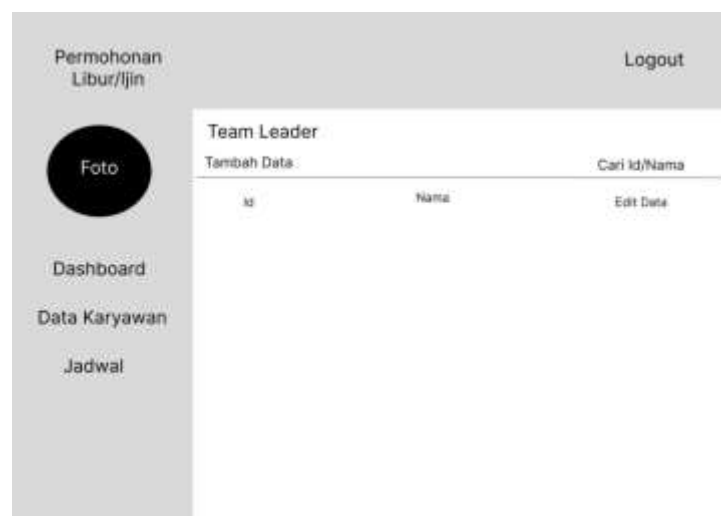 Permohonan
Libur/Ijin
Logout
Foto
Team Leader
Tambah Data
Cari Id/Nama
Id
Nama
Edit Data
Dashboard
Data Karyawan
Jadwal